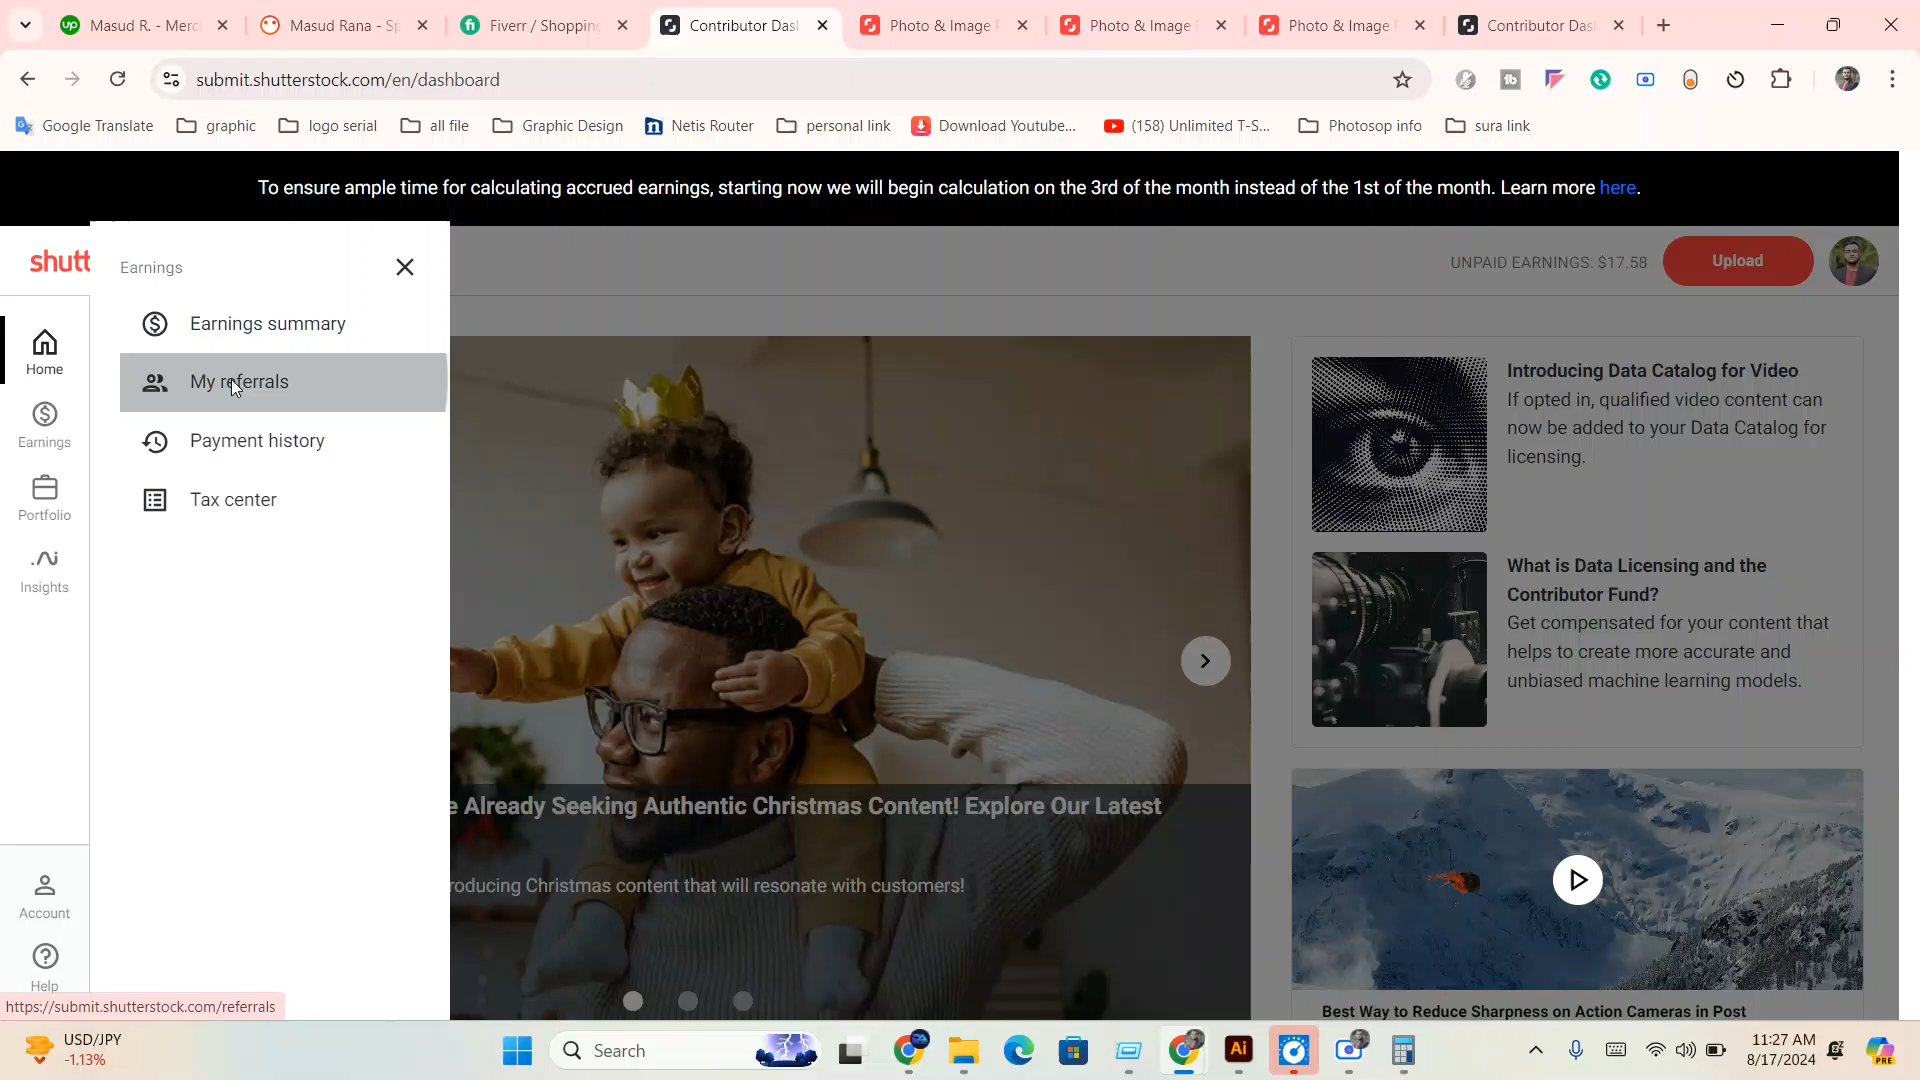 Masud R. - Merc
Masud Rana - Sp
Fiverr / Shopping
Contributor Das
Photo & Image
Photo & Image
Photo & Image
Contributor Das
submit.shutterstock.com/en/dashboard
Google Translate
graphic
logo serial
all file
Graphic Design
Netis Router
personal link
Download Youtube...
(158) Unlimited T-S...
Photosop info
sura link
To ensure ample time for calculating accrued earnings, starting now we will begin calculation on the 3rd of the month instead of the 1st of the month. Learn more here.
shutt
Earnings
UNPAID EARNINGS: $17.58
Upload
Earnings summary
My referrals
Payment history
Tax center
Home
Earnings
Portfolio
Insights
Account
Help
Introducing Data Catalog for Video
If opted in, qualified video content can
now be added to your Data Catalog for
licensing.
What is Data Licensing and the
Contributor Fund?
Get compensated for your content that
helps to create more accurate and
unbiased machine learning models.
e Already Seeking Authentic Christmas Content! Explore Our Latest
roducing Christmas content that will resonate with customers!
Best Way to Reduce Sharpness on Action Cameras in Post
https://submit.shutterstock.com/referrals
USD/JPY
-1.13%
Search
11:27 AM
8/17/2024